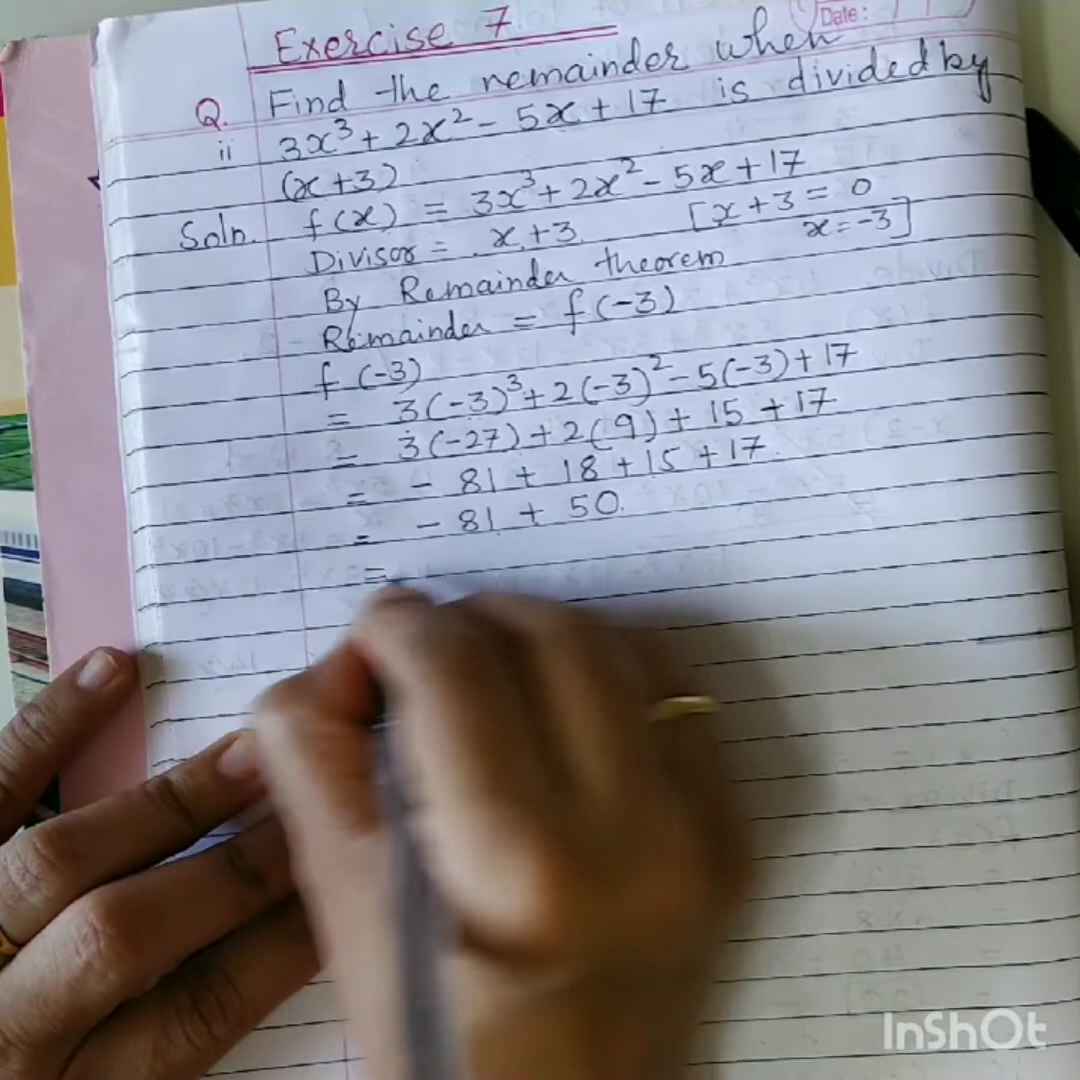 Date:
Exercise 7
Q. Find the remainder when
ii 3x³ + 2x² - 5x + 17 is divided by
(x + 3)
Soln. f(x) = 3x³ + 2x² - 5x + 17
Divisor = x + 3 [x + 3 = 0
x = -3]
By Remainder theorem
Remainder = f(-3)
f(-3)
= 3(-3)³ + 2(-3)² - 5(-3) + 17
= 3(-27) + 2(9) + 15 + 17
= - 81 + 18 + 15 + 17.
= - 81 + 50.
=
InShOt